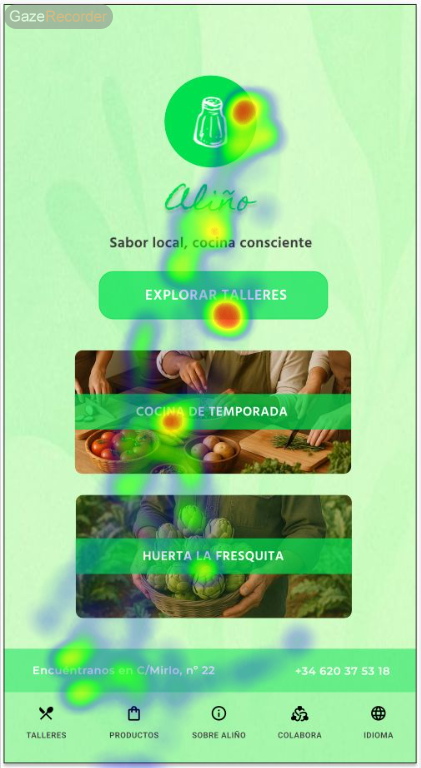 GazeRecorder
Aliño
Sabor local, cocina consciente
EXPLORAR TALLERES
COCINA DE TEMPORADA
HUERTA LA FRESQUITA
Encuéntranos en C/Mirlo, nº 22
+34 620 37 53 18
TALLERES
PRODUCTOS
SOBRE ALIÑO
COLABORA
IDIOMA